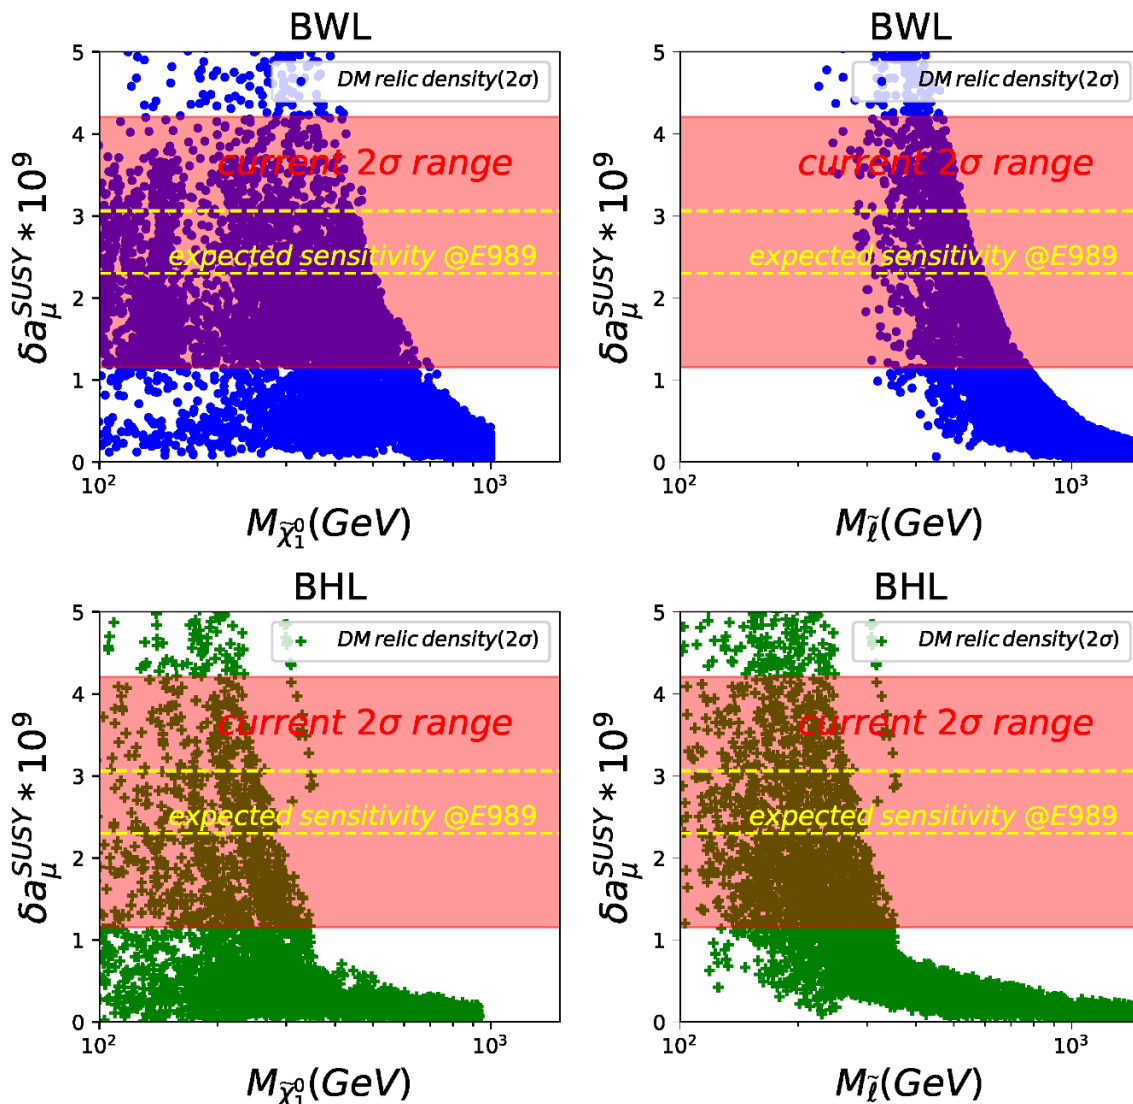 BWL
5
4
3
2
1
0
δa_μ^SUSY * 10^9
DM relic density(2σ)
current 2σ range
expected sensitivity @E989
10^2
10^3
M_χ̃₁⁰(GeV)
BWL
5
4
3
2
1
0
δa_μ^SUSY * 10^9
DM relic density(2σ)
current 2σ range
expected sensitivity @E989
10^2
10^3
M_ℓ̃(GeV)
BHL
5
4
3
2
1
0
δa_μ^SUSY * 10^9
DM relic density(2σ)
current 2σ range
expected sensitivity @E989
10^2
10^3
M_χ̃₁⁰(GeV)
BHL
5
4
3
2
1
0
δa_μ^SUSY * 10^9
DM relic density(2σ)
current 2σ range
expected sensitivity @E989
10^2
10^3
M_ℓ̃(GeV)